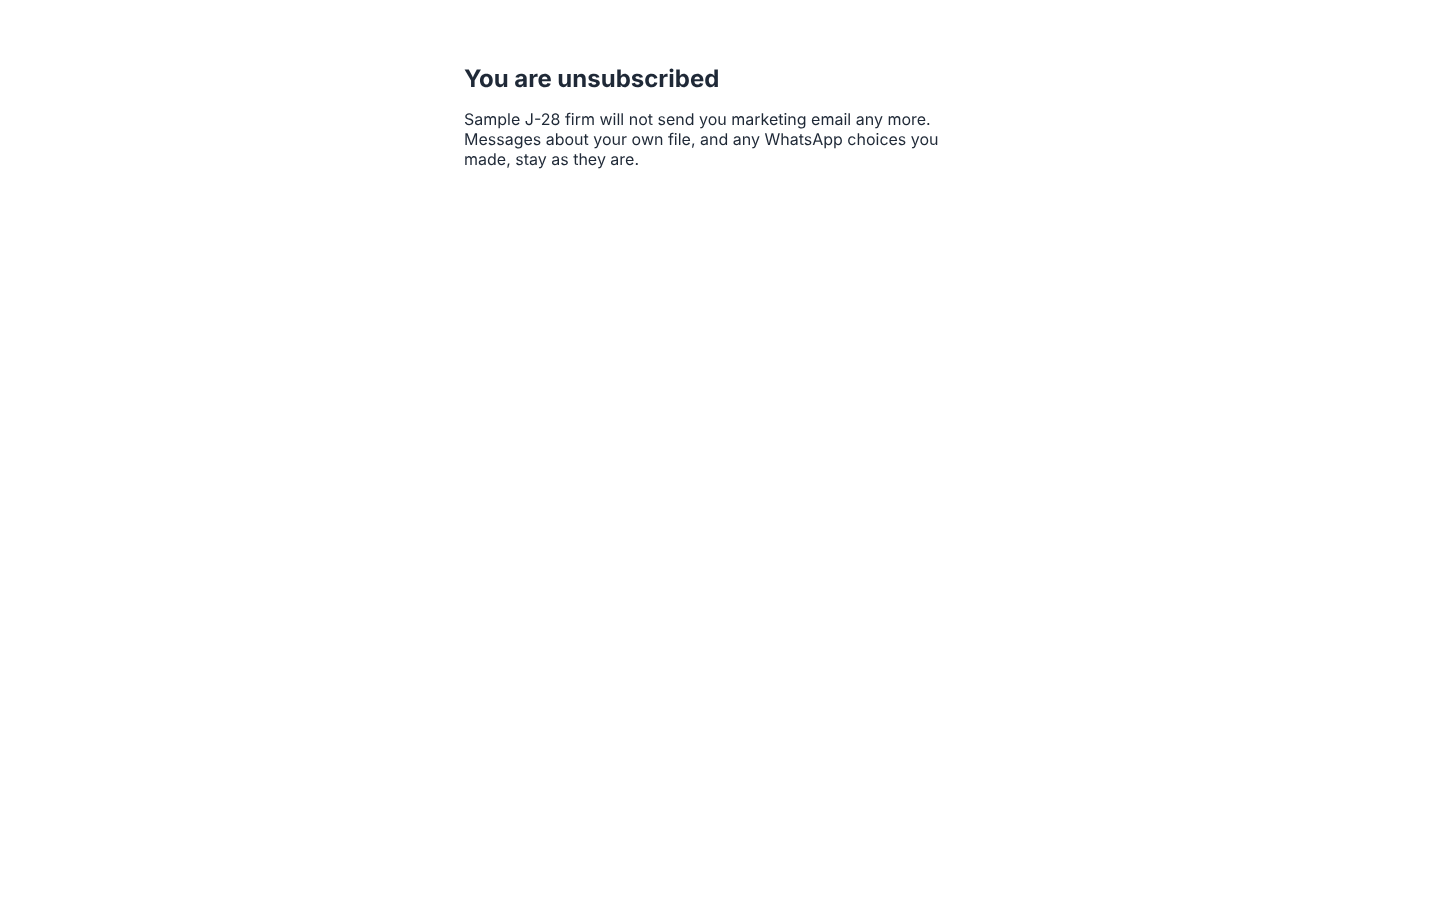 You are unsubscribed
Sample J-28 firm will not send you marketing email any more.
Messages about your own file, and any WhatsApp choices you
made, stay as they are.